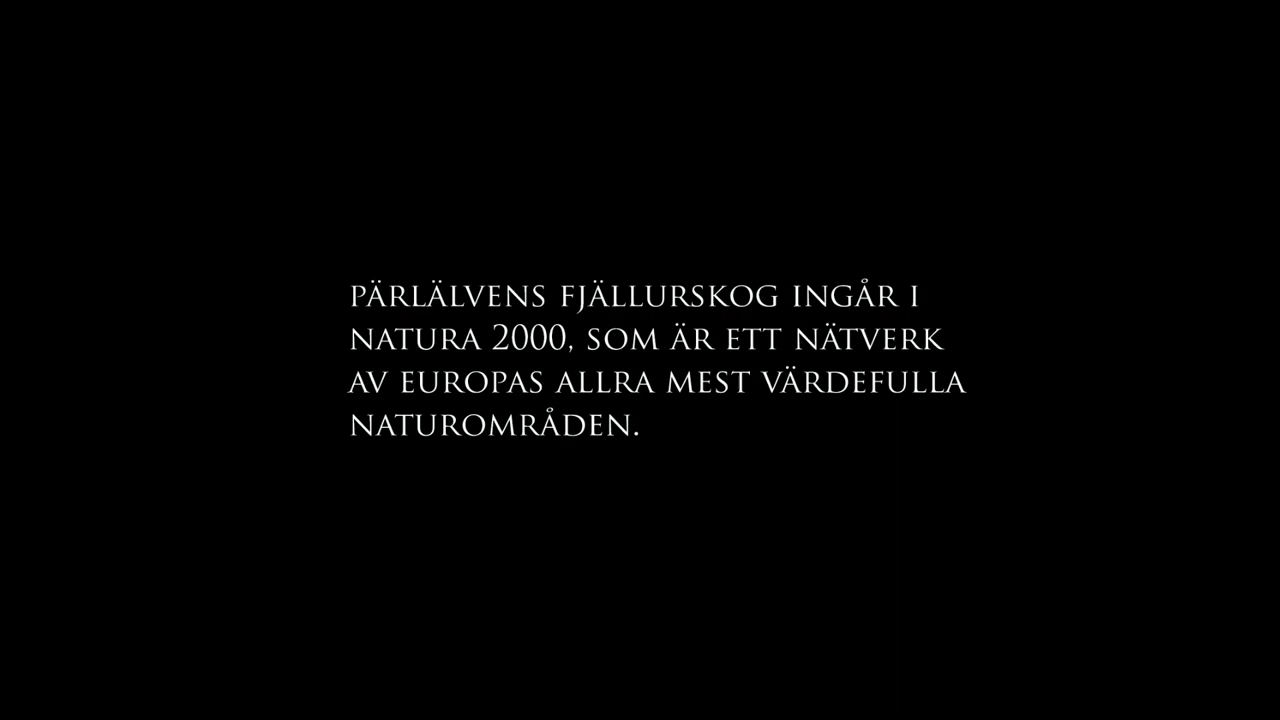 PÄRLÄLVENS FJÄLLURSKOG INGÅR I
NATURA 2000, SOM ÄR ETT NÄTVERK
AV EUROPAS ALLRA MEST VÄRDEFULLA
NATUROMRÅDEN.